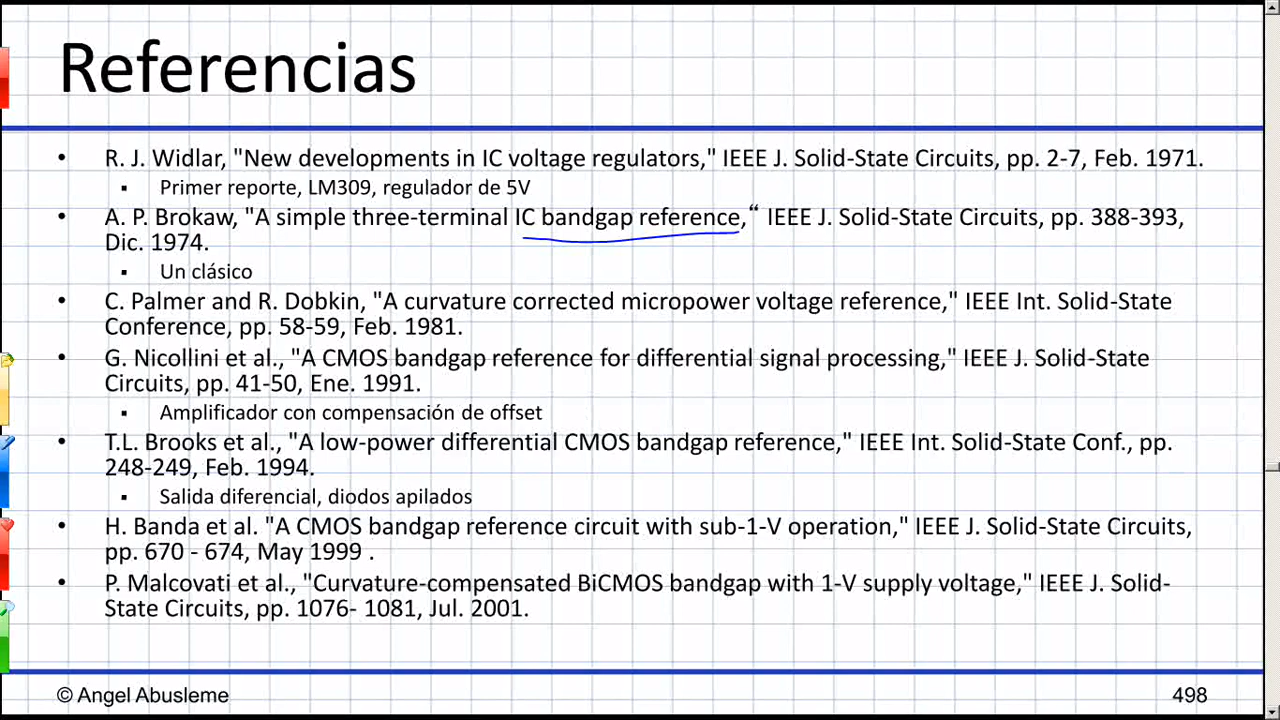 Referencias
• R. J. Widlar, "New developments in IC voltage regulators," IEEE J. Solid-State Circuits, pp. 2-7, Feb. 1971.
▪ Primer reporte, LM309, regulador de 5V
• A. P. Brokaw, "A simple three-terminal IC bandgap reference,“ IEEE J. Solid-State Circuits, pp. 388-393,
Dic. 1974.
▪ Un clásico
• C. Palmer and R. Dobkin, "A curvature corrected micropower voltage reference," IEEE Int. Solid-State
Conference, pp. 58-59, Feb. 1981.
• G. Nicollini et al., "A CMOS bandgap reference for differential signal processing," IEEE J. Solid-State
Circuits, pp. 41-50, Ene. 1991.
▪ Amplificador con compensación de offset
• T.L. Brooks et al., "A low-power differential CMOS bandgap reference," IEEE Int. Solid-State Conf., pp.
248-249, Feb. 1994.
▪ Salida diferencial, diodos apilados
• H. Banda et al. "A CMOS bandgap reference circuit with sub-1-V operation," IEEE J. Solid-State Circuits,
pp. 670 - 674, May 1999 .
• P. Malcovati et al., "Curvature-compensated BiCMOS bandgap with 1-V supply voltage," IEEE J. Solid-
State Circuits, pp. 1076- 1081, Jul. 2001.
© Angel Abusleme
498